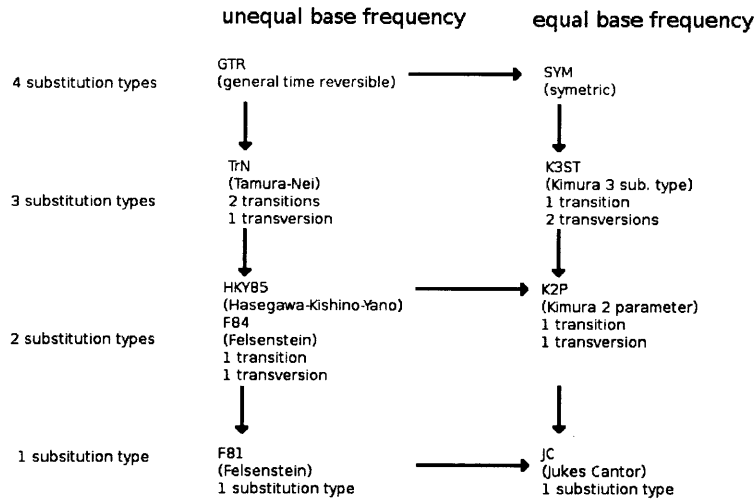 unequal base frequency
equal base frequency
4 substitution types
GTR
(general time reversible)
SYM
(symetric)
3 substitution types
TrN
(Tamura-Nei)
2 transitions
1 transversion
K3ST
(Kimura 3 sub. type)
1 transition
2 transversions
2 substitution types
HKY85
(Hasegawa-Kishino-Yano)
F84
(Felsenstein)
1 transition
1 transversion
K2P
(Kimura 2 parameter)
1 transition
1 transversion
1 subsitution type
F81
(Felsenstein)
1 substitution type
JC
(Jukes Cantor)
1 substiution type